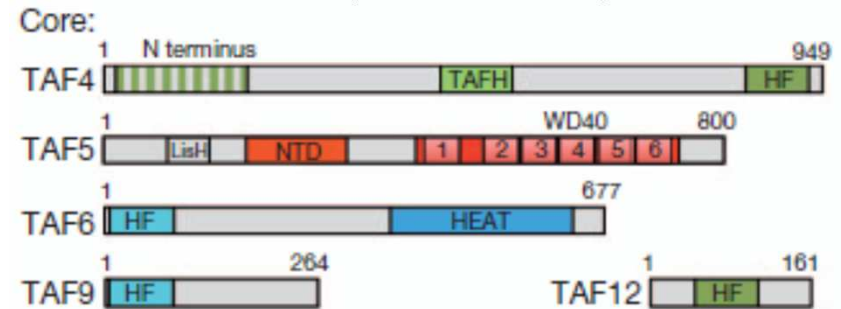 Core:
1 N terminus 949
TAF4 TAFH HF
1 WD40 800
TAF5 LisH NTD 1 2 3 4 5 6
1 677
TAF6 HF HEAT
1 264 1 161
TAF9 HF TAF12 HF